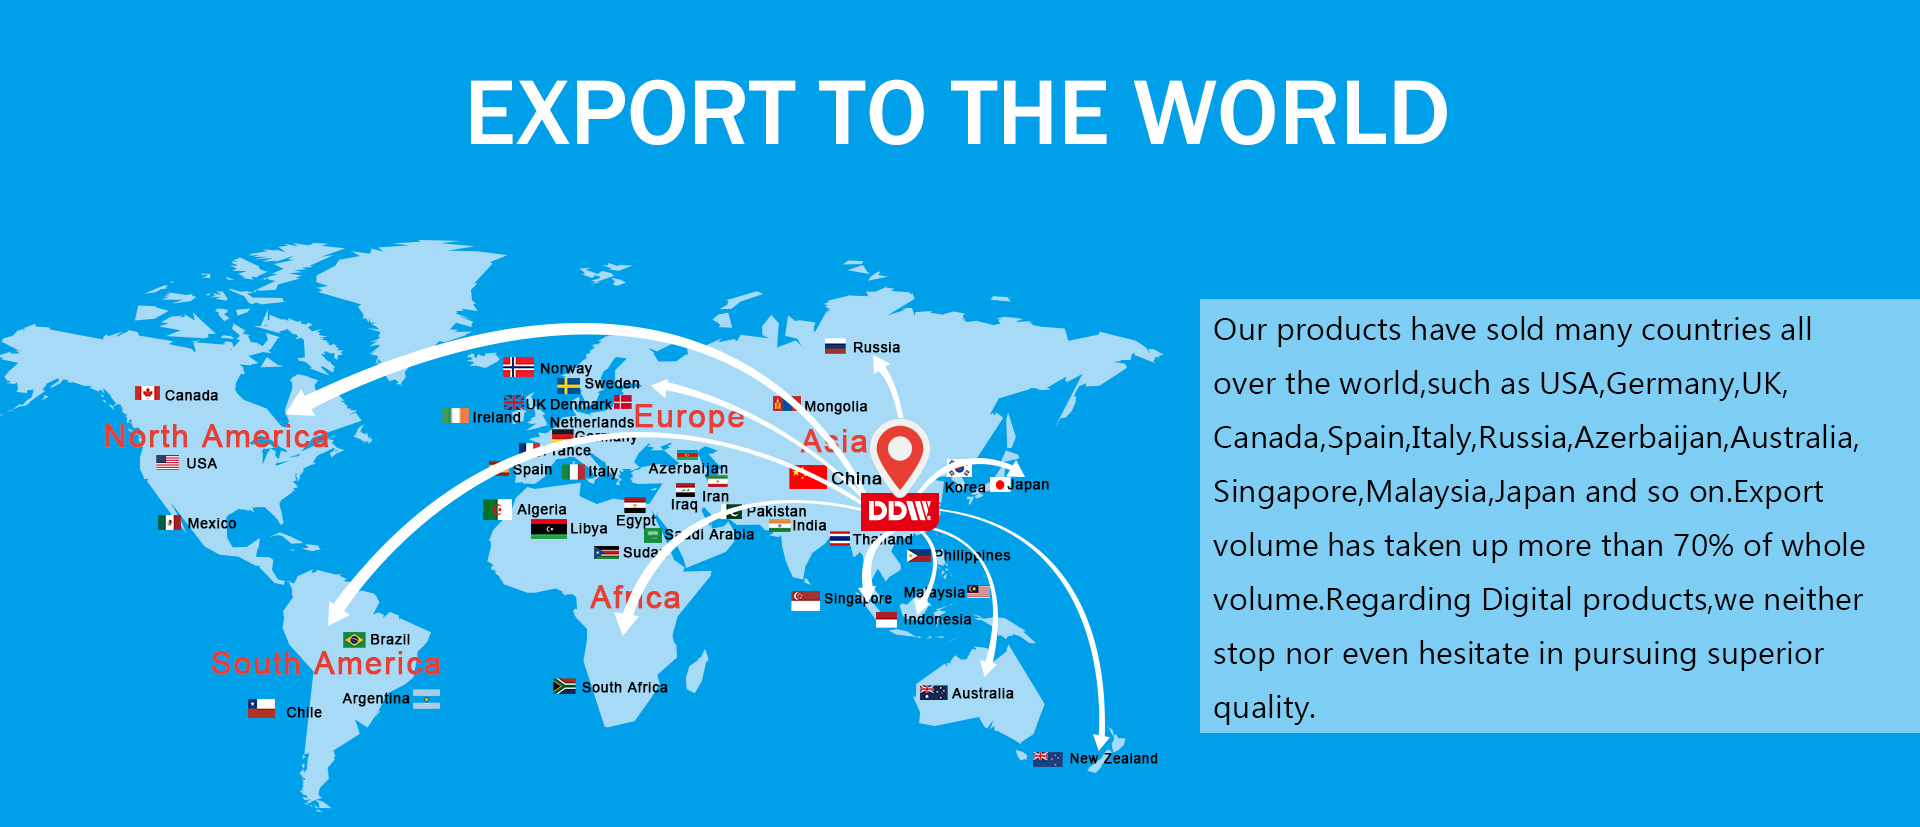 EXPORT TO THE WORLD
Our products have sold many countries all
over the world,such as USA,Germany,UK,
Canada,Spain,Italy,Russia,Azerbaijan,Australia,
Singapore,Malaysia,Japan and so on.Export
volume has taken up more than 70% of whole
volume.Regarding Digital products,we neither
stop nor even hesitate in pursuing superior
quality.
Russia
Norway
Sweden
Canada
UK
Denmark
Mongolia
Ireland
Europe
Netherlands
North America
Germany
Asia
France
USA
Spain
Italy
Azerbaijan
China
Korea
Japan
Iran
Iraq
Algeria
DDW
Mexico
Libya
Egypt
Pakistan
India
Saudi Arabia
Thailand
Sudan
Philippines
Africa
Singapore
Malaysia
Indonesia
Brazil
South America
South Africa
Argentina
Australia
Chile
New Zealand